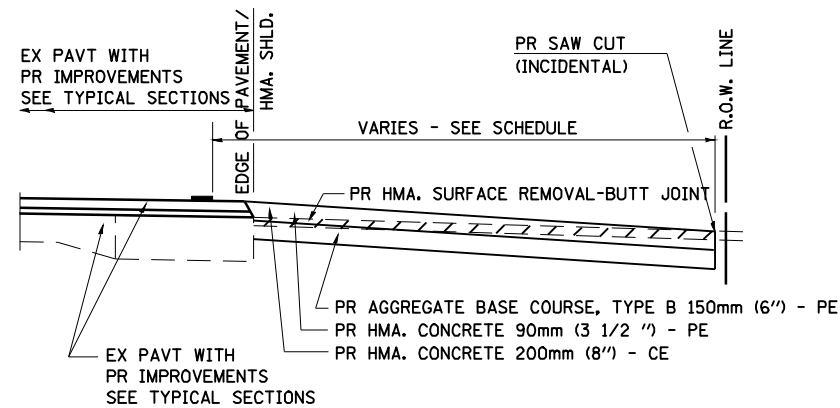 EX PAVT WITH
PR IMPROVEMENTS
SEE TYPICAL SECTIONS
EDGE OF PAVEMENT/
HMA. SHLD.
PR SAW CUT
(INCIDENTAL)
R.O.W. LINE
VARIES - SEE SCHEDULE
PR HMA. SURFACE REMOVAL-BUTT JOINT
PR AGGREGATE BASE COURSE, TYPE B 150mm (6") - PE
PR HMA. CONCRETE 90mm (3 1/2 ") - PE
PR HMA. CONCRETE 200mm (8") - CE
EX PAVT WITH
PR IMPROVEMENTS
SEE TYPICAL SECTIONS